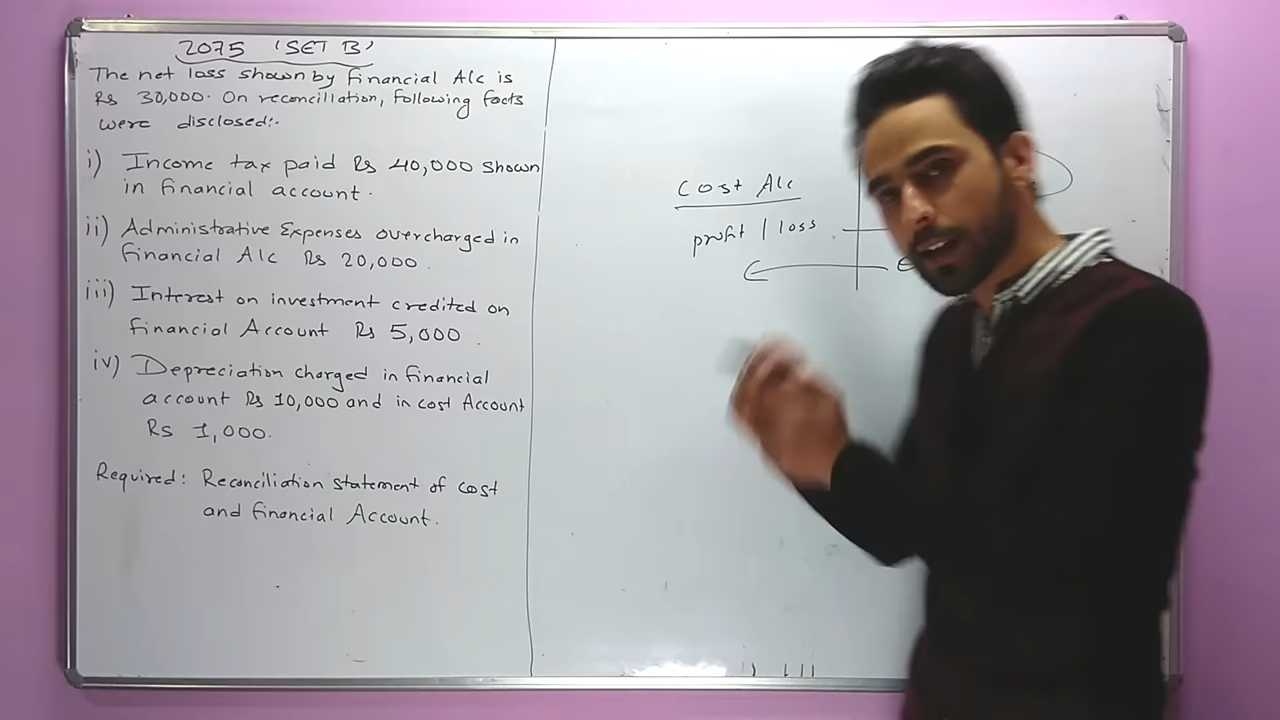 2075 'SET B'
The net loss shown by financial A/c is
Rs 30,000. On reconcillation, following facts
were disclosed:-
i) Income tax paid Rs 40,000 shown
in financial account.
ii) Administrative Expenses overcharged in
financial A/c Rs 20,000.
iii) Interest on investment credited on
financial Account Rs 5,000.
iv) Depreciation charged in financial
account Rs 10,000 and in cost Account
Rs 1,000.
Required: Reconciliation statement of cost
and financial Account.
Cost A/c
profit / loss